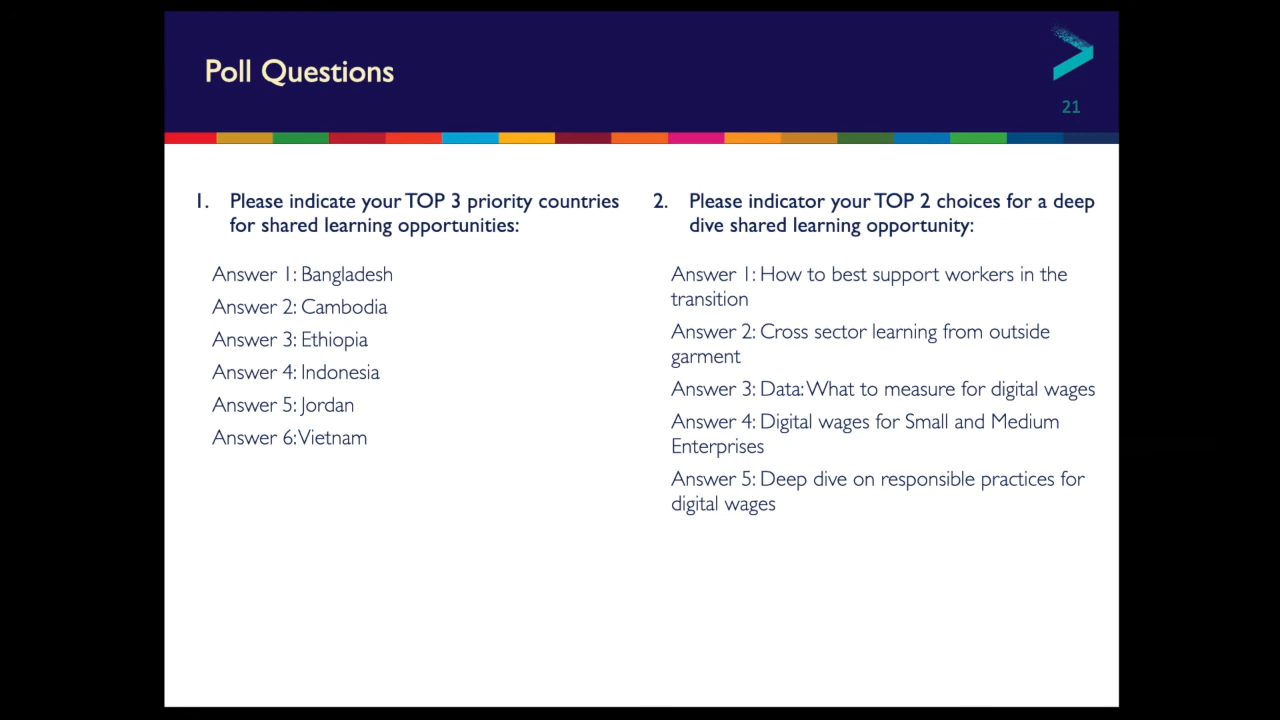 Poll Questions
21
1. Please indicate your TOP 3 priority countries
for shared learning opportunities:
Answer 1: Bangladesh
Answer 2: Cambodia
Answer 3: Ethiopia
Answer 4: Indonesia
Answer 5: Jordan
Answer 6: Vietnam
2. Please indicator your TOP 2 choices for a deep
dive shared learning opportunity:
Answer 1: How to best support workers in the
transition
Answer 2: Cross sector learning from outside
garment
Answer 3: Data: What to measure for digital wages
Answer 4: Digital wages for Small and Medium
Enterprises
Answer 5: Deep dive on responsible practices for
digital wages